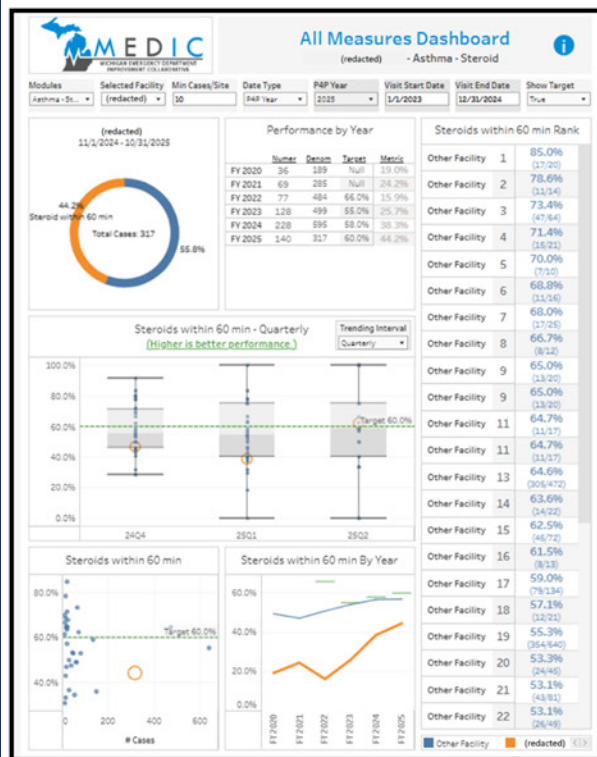 MEDIC
MICHIGAN EMERGENCY DEPARTMENT
IMPROVEMENT COLLABORATIVE
All Measures Dashboard
(redacted) - Asthma - Steroid
i
Modules Selected Facility Min Cases/Site Date Type P4P Year Visit Start Date Visit End Date Show Target
Asthma - St... (redacted) 10 P4P Year 2025 1/1/2023 12/31/2024 True
(redacted)
11/1/2024 - 10/31/2025
44.2%
Steroid within 60 min
Total Cases: 317
55.8%
Performance by Year
Numer Denom Target Metric
FY 2020 36 189 Null 19.0%
FY 2021 69 285 Null 24.2%
FY 2022 77 484 66.0% 15.9%
FY 2023 128 499 55.0% 25.7%
FY 2024 228 595 58.0% 38.3%
FY 2025 140 317 60.0% 44.2%
Steroids within 60 min - Quarterly
(Higher is better performance.)
Trending Interval
Quarterly
100.0%
80.0%
60.0%
40.0%
20.0%
0.0%
Target 60.0%
24Q4 25Q1 25Q2
Steroids within 60 min
80.0%
60.0%
40.0%
Target 60.0%
0 200 400 600
# Cases
Steroids within 60 min By Year
60.0%
40.0%
20.0%
0.0%
FY 2020 FY 2021 FY 2022 FY 2023 FY 2024 FY 2025
Steroids within 60 min Rank
Other Facility 1 85.0%
(17/20)
Other Facility 2 78.6%
(11/14)
Other Facility 3 73.4%
(47/64)
Other Facility 4 71.4%
(15/21)
Other Facility 5 70.0%
(7/10)
Other Facility 6 68.8%
(11/16)
Other Facility 7 68.0%
(17/25)
Other Facility 8 66.7%
(8/12)
Other Facility 9 65.0%
(13/20)
Other Facility 9 65.0%
(13/20)
Other Facility 11 64.7%
(11/17)
Other Facility 11 64.7%
(11/17)
Other Facility 13 64.6%
(305/472)
Other Facility 14 63.6%
(14/22)
Other Facility 15 62.5%
(45/72)
Other Facility 16 61.5%
(8/13)
Other Facility 17 59.0%
(79/134)
Other Facility 18 57.1%
(12/21)
Other Facility 19 55.3%
(354/640)
Other Facility 20 53.3%
(24/45)
Other Facility 21 53.1%
(43/81)
Other Facility 22 53.1%
(26/49)
Other Facility (redacted)